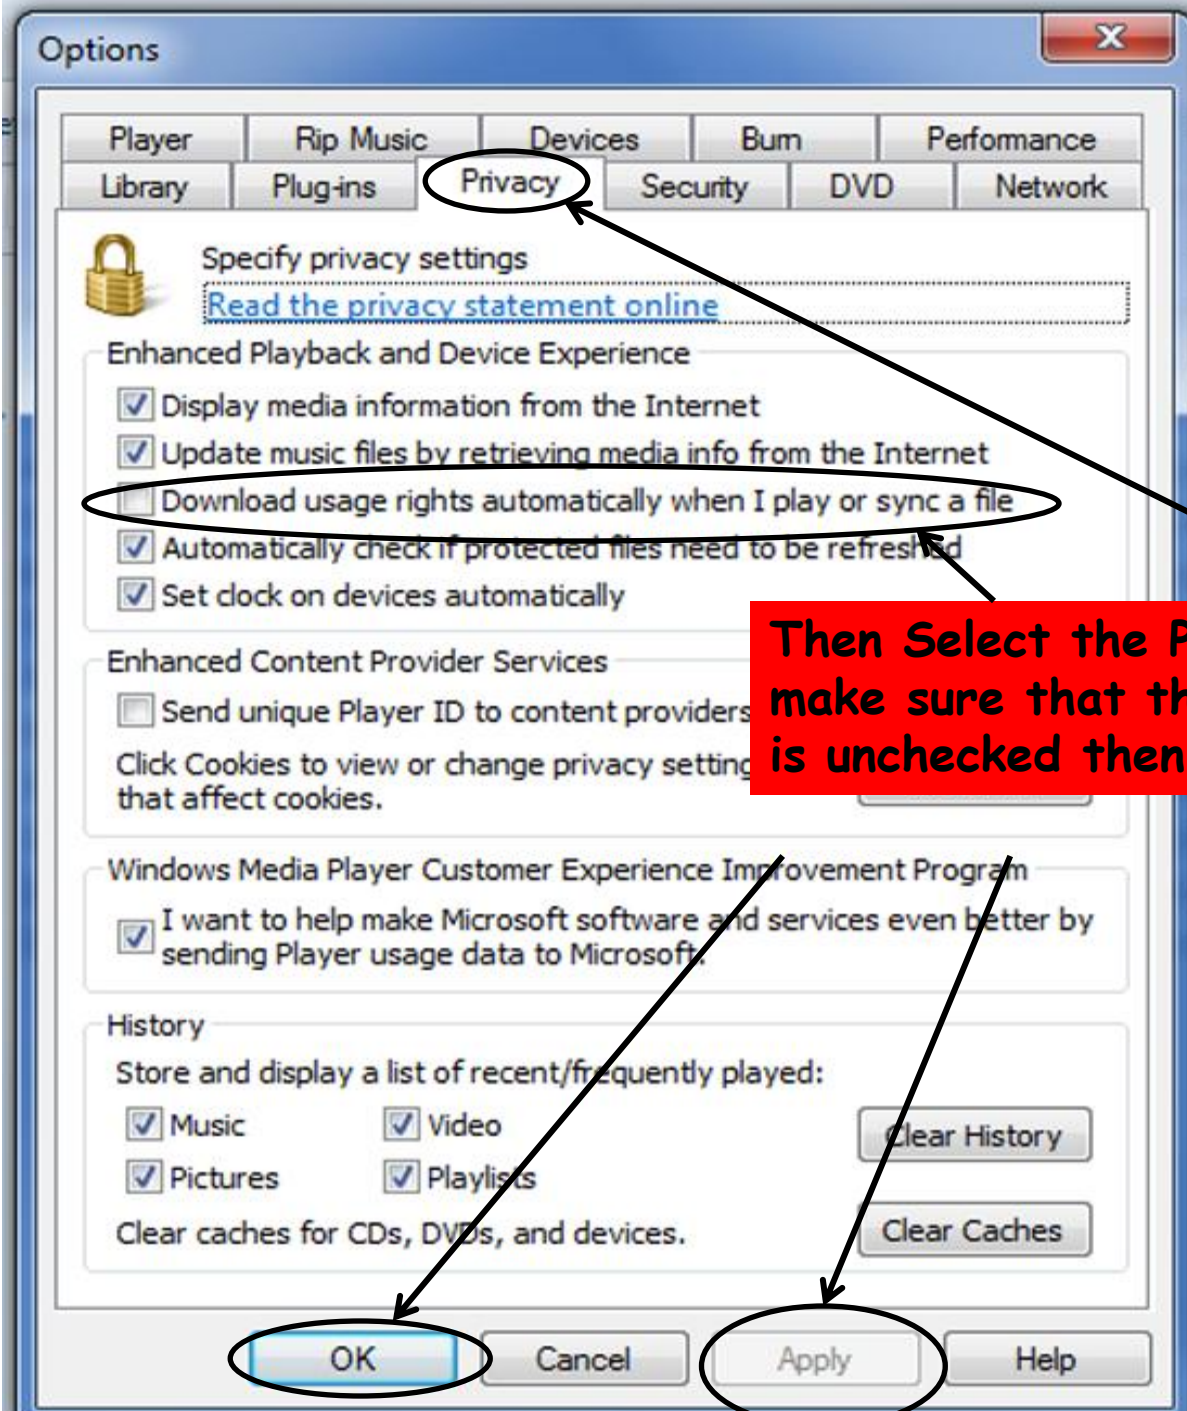 Options
Player Rip Music Devices Burn Performance
Library Plug-ins Privacy Security DVD Network
Specify privacy settings
Read the privacy statement online
Enhanced Playback and Device Experience
Display media information from the Internet
Update music files by retrieving media info from the Internet
Download usage rights automatically when I play or sync a file
Automatically check if protected files need to be refreshed
Set clock on devices automatically
Then Select the P
make sure that th
is unchecked then
Enhanced Content Provider Services
Send unique Player ID to content providers
Click Cookies to view or change privacy setting
that affect cookies.
Windows Media Player Customer Experience Improvement Program
I want to help make Microsoft software and services even better by
sending Player usage data to Microsoft.
History
Store and display a list of recent/frequently played:
Music Video
Clear History
Pictures Playlists
Clear caches for CDs, DVDs, and devices.
Clear Caches
OK Cancel Apply Help